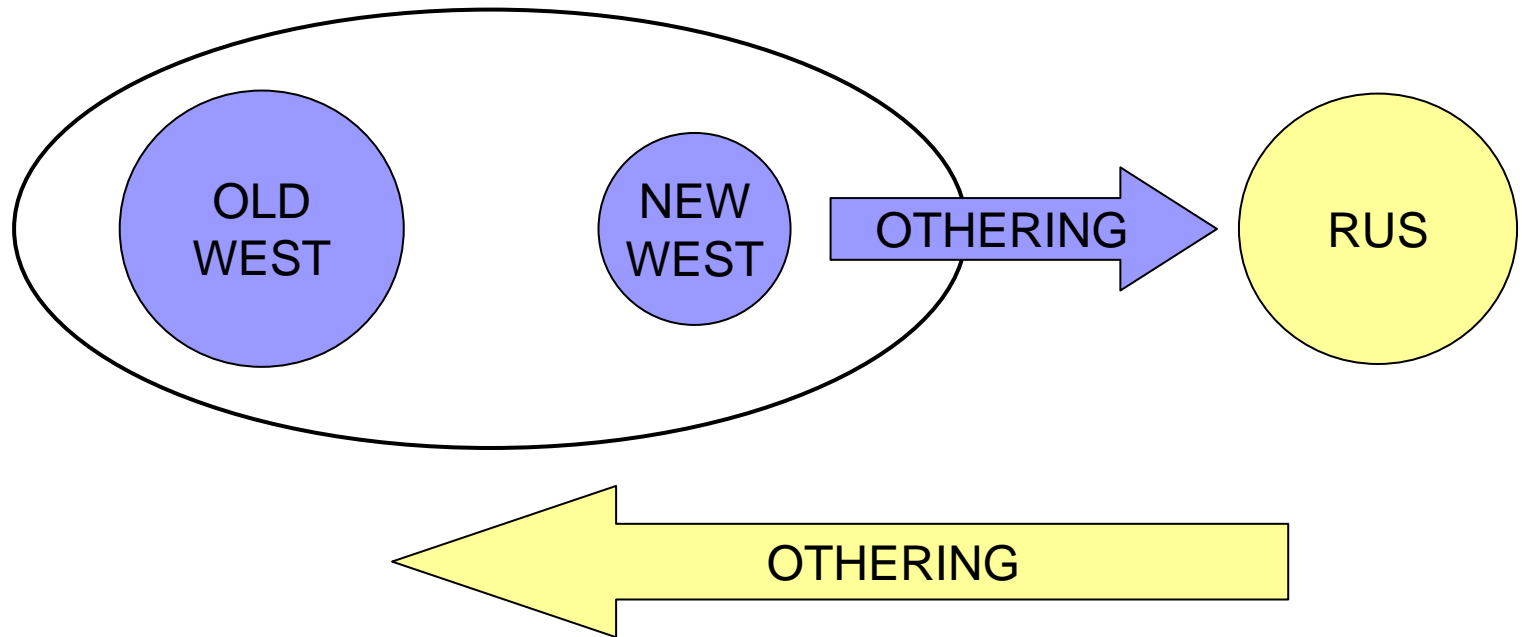 OLD
WEST
NEW
WEST
OTHERING
RUS
OTHERING